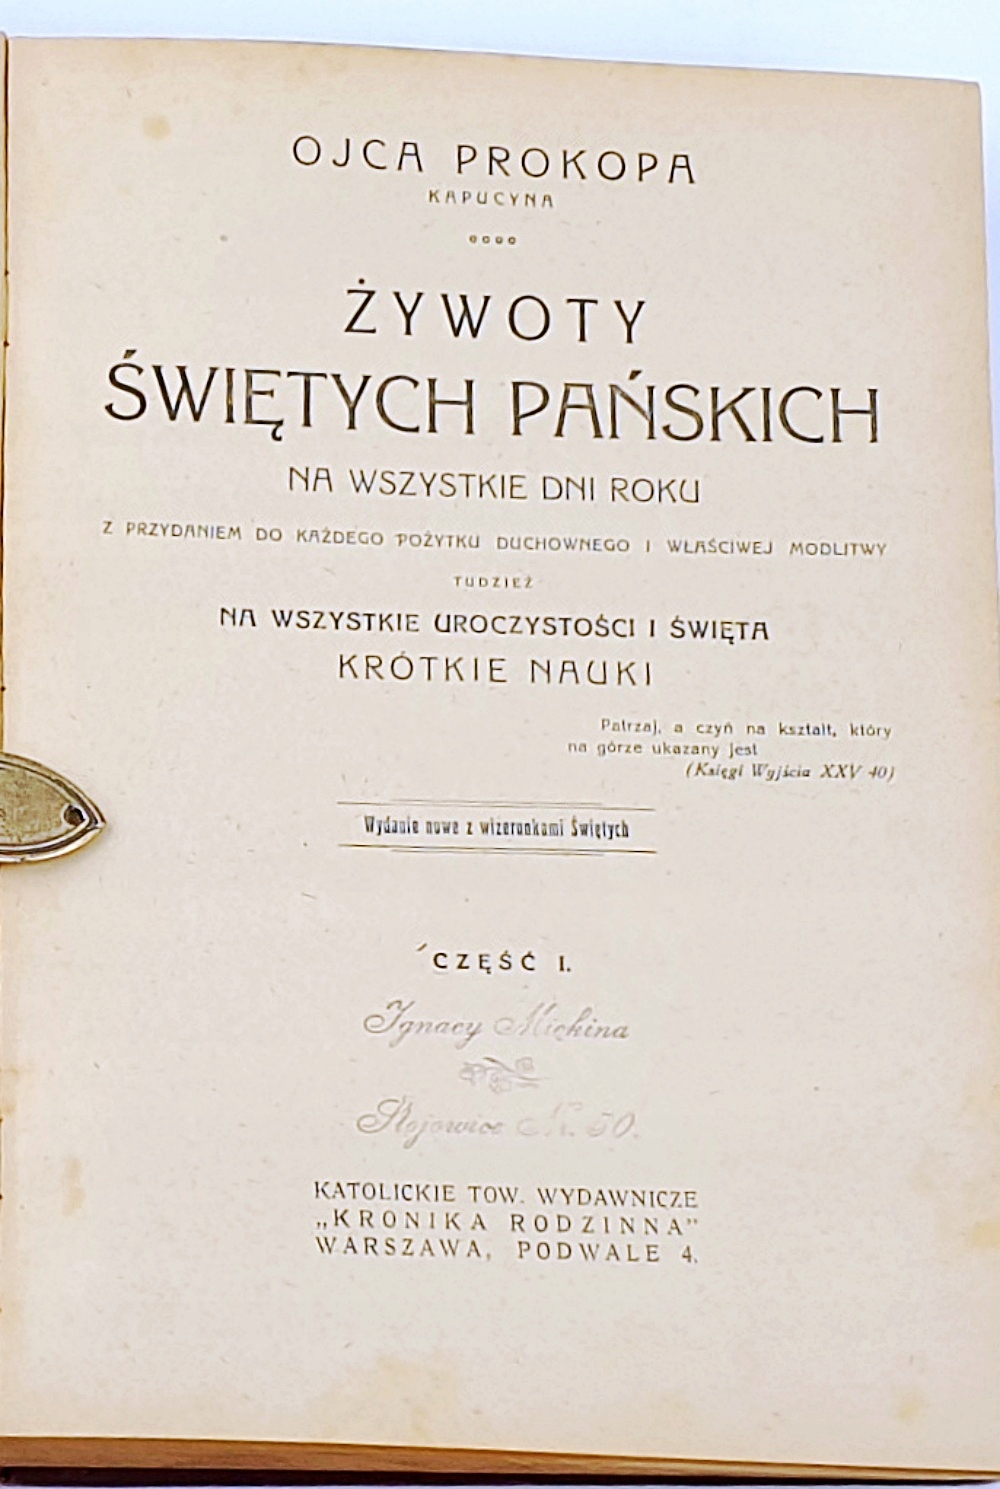 OJCA PROKOPA
KAPUCYNA
ŻYWOTY
ŚWIĘTYCH PAŃSKICH
NA WSZYSTKIE DNI ROKU
Z PRZYDANIEM DO KAŻDEGO POŻYTKU DUCHOWNEGO I WŁAŚCIWEJ MODLITWY
TUDZIEŻ
NA WSZYSTKIE UROCZYSTOŚCI I ŚWIĘTA
KRÓTKIE NAUKI
Patrzaj, a czyń na kształt, który
na górze ukazany jest
(Księgi Wyjścia XXV 40)
Wydanie nowe z wizerunkami Świętych
CZĘŚĆ I.
Ignacy Mickina
N. 50.
KATOLICKIE TOW. WYDAWNICZE
„KRONIKA RODZINNA”
WARSZAWA, PODWALE 4.